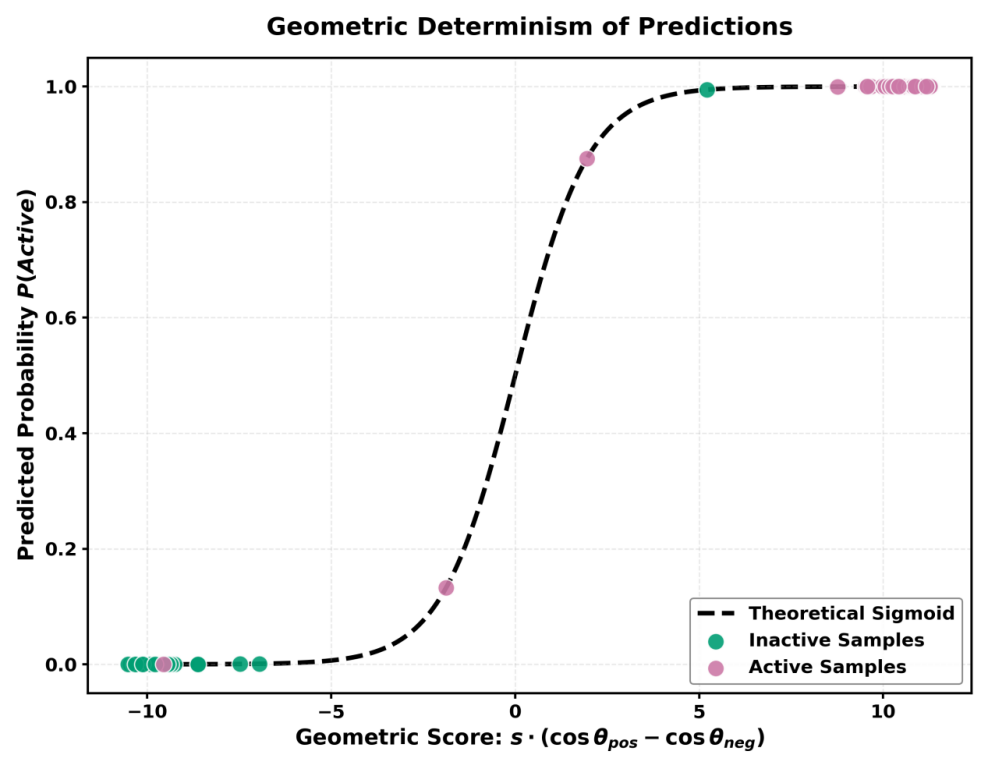 Geometric Determinism of Predictions
Predicted Probability P(Active)
1.0
0.8
0.6
0.4
0.2
0.0
Theoretical Sigmoid
Inactive Samples
Active Samples
−10
−5
0
5
10
Geometric Score: s · (cos θpos − cos θneg)